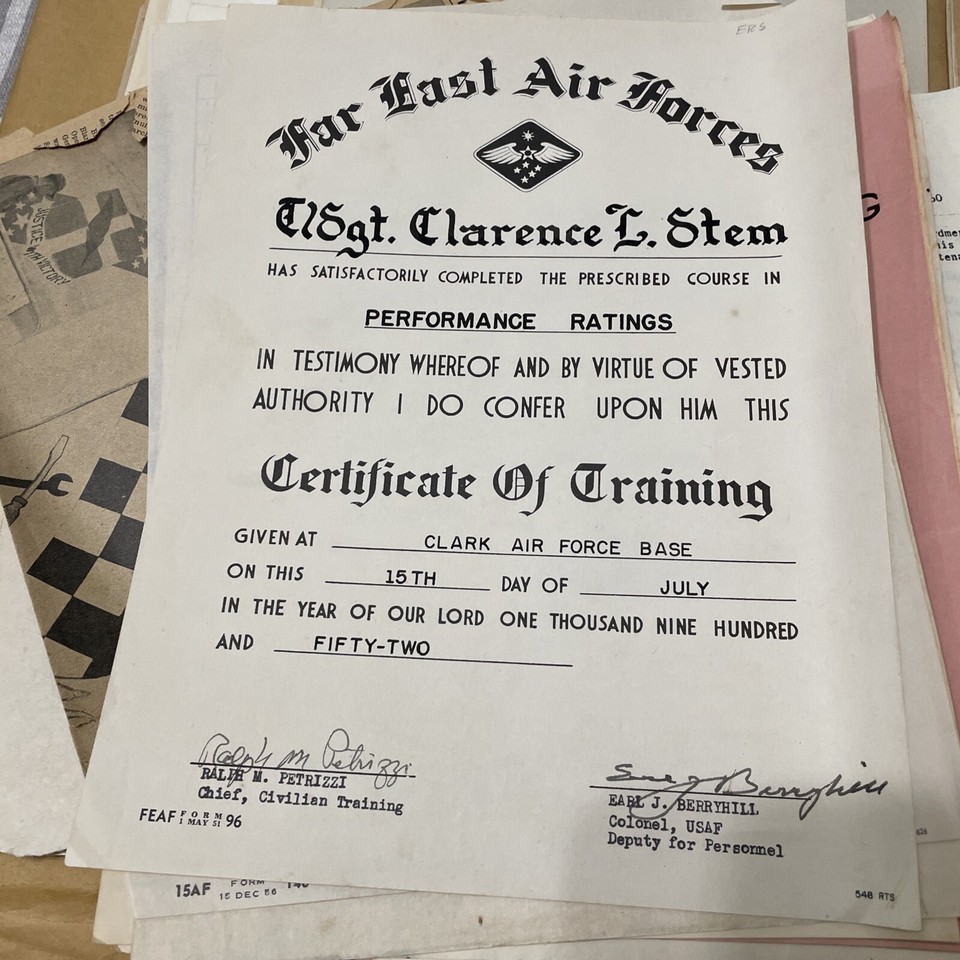 ERS
Far East Air Forces
T/Sgt. Clarence L. Stem
HAS SATISFACTORILY COMPLETED THE PRESCRIBED COURSE IN
PERFORMANCE RATINGS
IN TESTIMONY WHEREOF AND BY VIRTUE OF VESTED
AUTHORITY I DO CONFER UPON HIM THIS
Certificate Of Training
GIVEN AT CLARK AIR FORCE BASE
ON THIS 15TH DAY OF JULY
IN THE YEAR OF OUR LORD ONE THOUSAND NINE HUNDRED
AND FIFTY-TWO
Ralph M Petrizzi
RALPH M. PETRIZZI
Chief, Civilian Training
FEAF FORM 1 MAY 51 96
Earl J Berryhill
EARL J. BERRYHILL
Colonel, USAF
Deputy for Personnel
548 RTS
15AF FORM
15 DEC 56
JUSTICE WITH VICTORY
G